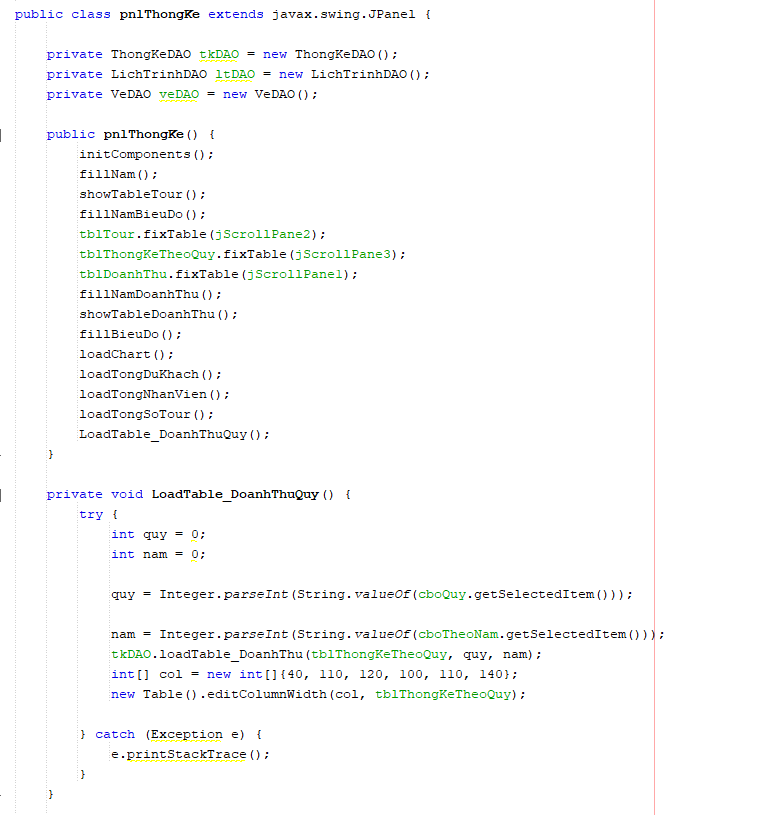 public class pnlThongKe extends javax.swing.JPanel {
private ThongKeDAO tkDAO = new ThongKeDAO();
private LichTrinhDAO ltDAO = new LichTrinhDAO();
private VeDAO veDAO = new VeDAO();
public pnlThongKe() {
initComponents();
fillNam();
showTableTour();
fillNamBieuDo();
tblTour.fixTable(jScrollPane2);
tblThongKeTheoQuy.fixTable(jScrollPane3);
tblDoanhThu.fixTable(jScrollPane1);
fillNamDoanhThu();
showTableDoanhThu();
fillBieuDo();
loadChart();
loadTongDuKhach();
loadTongNhanVien();
loadTongSoTour();
LoadTable_DoanhThuQuy();
}
private void LoadTable_DoanhThuQuy() {
try {
int quy = 0;
int nam = 0;
quy = Integer.parseInt(String.valueOf(cboQuy.getSelectedItem()));
nam = Integer.parseInt(String.valueOf(cboTheoNam.getSelectedItem()));
tkDAO.loadTable_DoanhThu(tblThongKeTheoQuy, quy, nam);
int[] col = new int[]{40, 110, 120, 100, 110, 140};
new Table().editColumnWidth(col, tblThongKeTheoQuy);
} catch (Exception e) {
e.printStackTrace();
}
}